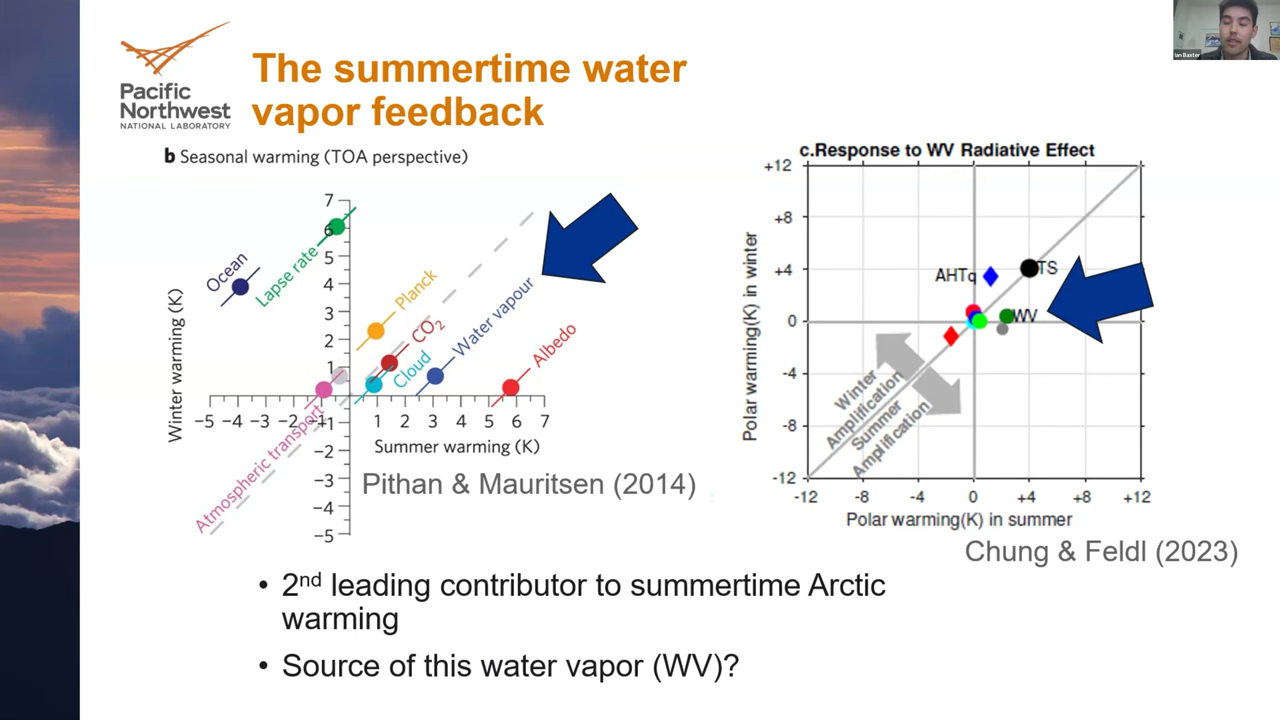 Pacific
Northwest
NATIONAL LABORATORY
The summertime water
vapor feedback
Ian Baxter
b Seasonal warming (TOA perspective)
7
6
5
4
3
2
1
−1
−2
−3
−4
−5
−5 −4 −3 −2 −1 1 2 3 4 5 6 7
Winter warming (K)
Summer warming (K)
Ocean
Lapse rate
Planck
CO2
Cloud
Water vapour
Albedo
Atmospheric transport
Pithan & Mauritsen (2014)
c.Response to WV Radiative Effect
+12
+8
+4
0
-4
-8
-12
-12 -8 -4 0 +4 +8 +12
Polar warming(K) in winter
Polar warming(K) in summer
AHTq
TS
WV
Winter
Amplification
Summer
Amplification
Chung & Feldl (2023)
• 2nd leading contributor to summertime Arctic
warming
• Source of this water vapor (WV)?